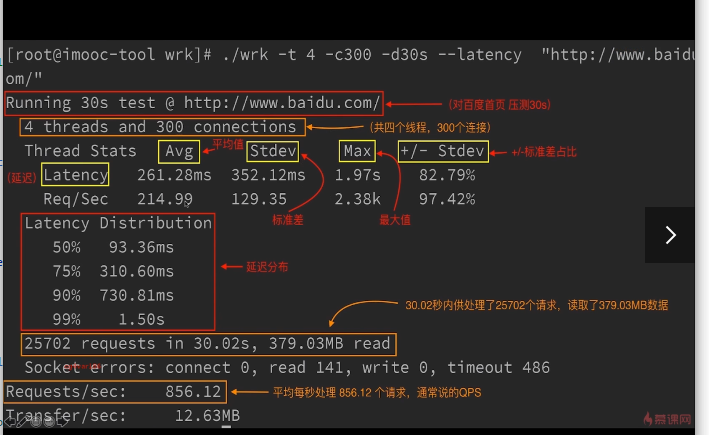 [root@imooc-tool wrk]# ./wrk -t 4 -c300 -d30s --latency "http://www.baidu
om/"
Running 30s test @ http://www.baidu.com/ (对百度首页 压测30s)
4 threads and 300 connections (共四个线程，300个连接)
Thread Stats Avg 平均值 Stdev Max +/- Stdev +/-标准差占比
(延迟) Latency 261.28ms 352.12ms 1.97s 82.79%
Req/Sec 214.99 129.35 2.38k 97.42%
标准差 最大值
Latency Distribution
50% 93.36ms
75% 310.60ms 延迟分布
90% 730.81ms
99% 1.50s
30.02秒内供处理了25702个请求，读取了379.03MB数据
25702 requests in 30.02s, 379.03MB read
Socket errors: connect 0, read 141, write 0, timeout 486
Requests/sec: 856.12 平均每秒处理 856.12 个请求，通常说的QPS
Transfer/sec: 12.63MB
慕课网